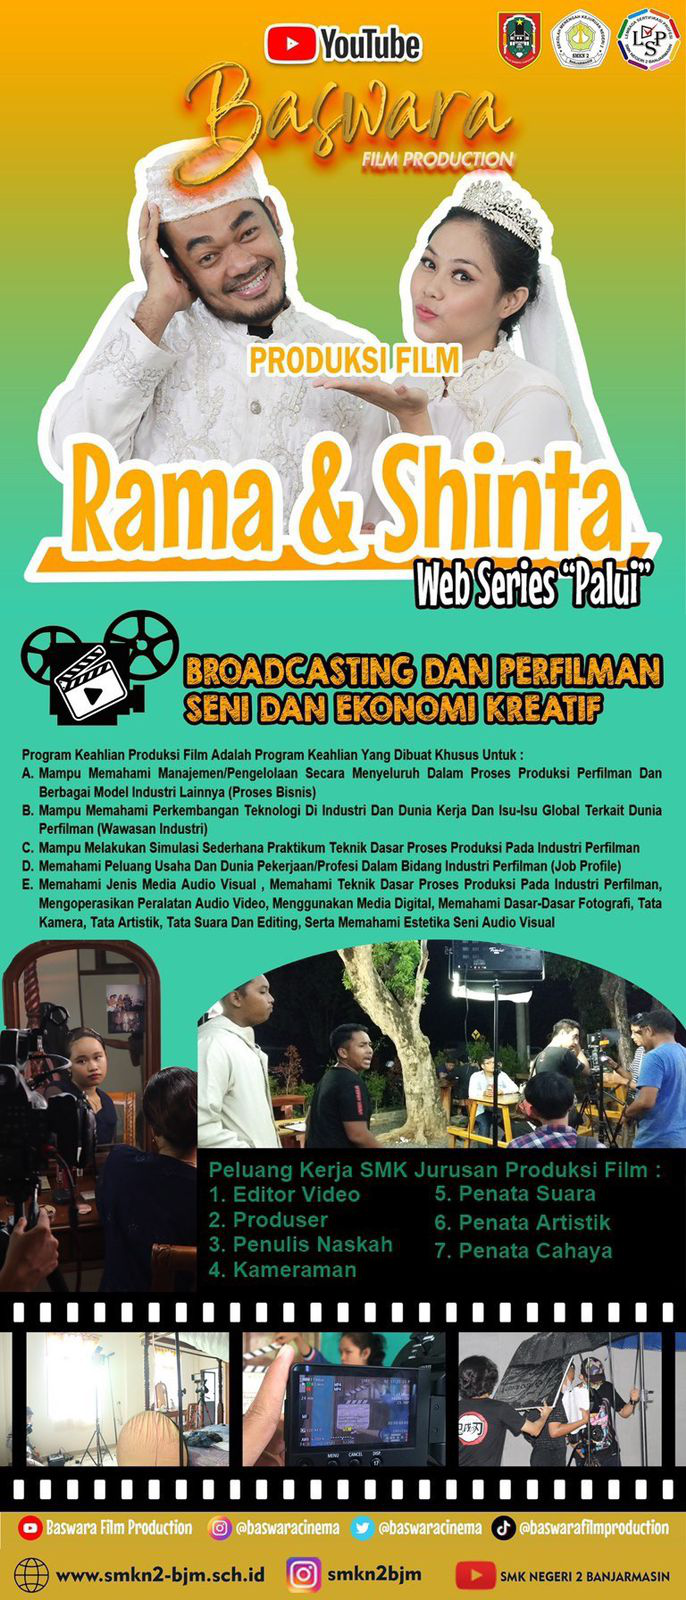 YouTube
Baswara
FILM PRODUCTION
SMKN 2
BANJARMASIN
LSP
PRODUKSI FILM
Rama & Shinta
Web Series “Palui”
BROADCASTING DAN PERFILMAN
SENI DAN EKONOMI KREATIF
Program Keahlian Produksi Film Adalah Program Keahlian Yang Dibuat Khusus Untuk :
A. Mampu Memahami Manajemen/Pengelolaan Secara Menyeluruh Dalam Proses Produksi Perfilman Dan
Berbagai Model Industri Lainnya (Proses Bisnis)
B. Mampu Memahami Perkembangan Teknologi Di Industri Dan Dunia Kerja Dan Isu-Isu Global Terkait Dunia
Perfilman (Wawasan Industri)
C. Mampu Melakukan Simulasi Sederhana Praktikum Teknik Dasar Proses Produksi Pada Industri Perfilman
D. Memahami Peluang Usaha Dan Dunia Pekerjaan/Profesi Dalam Bidang Industri Perfilman (Job Profile)
E. Memahami Jenis Media Audio Visual , Memahami Teknik Dasar Proses Produksi Pada Industri Perfilman,
Mengoperasikan Peralatan Audio Video, Menggunakan Media Digital, Memahami Dasar-Dasar Fotografi, Tata
Kamera, Tata Artistik, Tata Suara Dan Editing, Serta Memahami Estetika Seni Audio Visual
Peluang Kerja SMK Jurusan Produksi Film :
1. Editor Video
2. Produser
3. Penulis Naskah
4. Kameraman
5. Penata Suara
6. Penata Artistik
7. Penata Cahaya
MENU CANCEL DISP
Baswara Film Production
@baswaracinema
@baswaracinema
@baswarafilmproduction
www.smkn2-bjm.sch.id
smkn2bjm
SMK NEGERI 2 BANJARMASIN